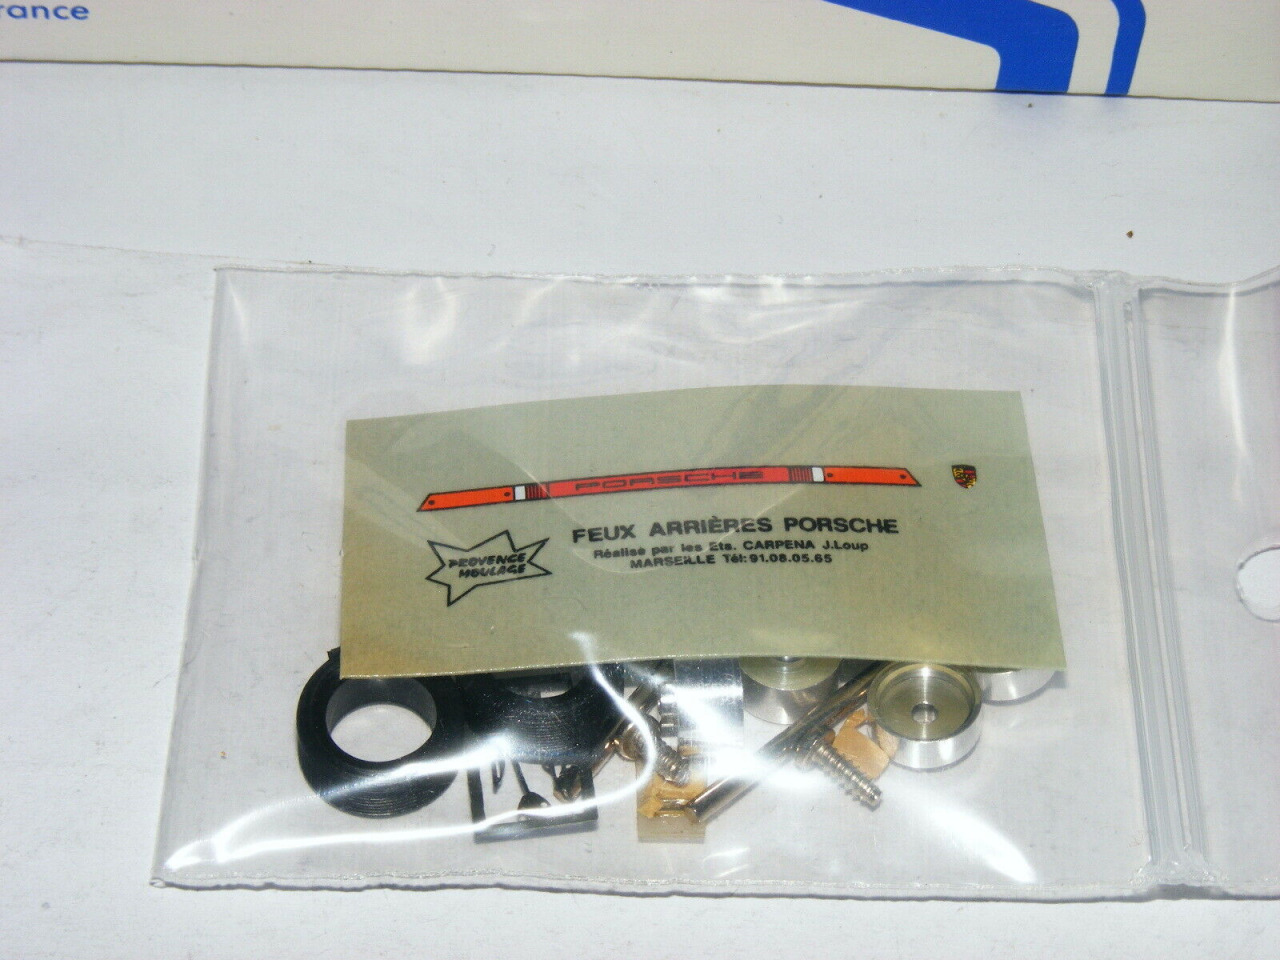 rance
PORSCHE
FEUX ARRIÈRES PORSCHE
Réalisé par les Ets. CARPENA J.Loup
MARSEILLE Tél: 91.08.05.65
PROVENCE
MOULAGE